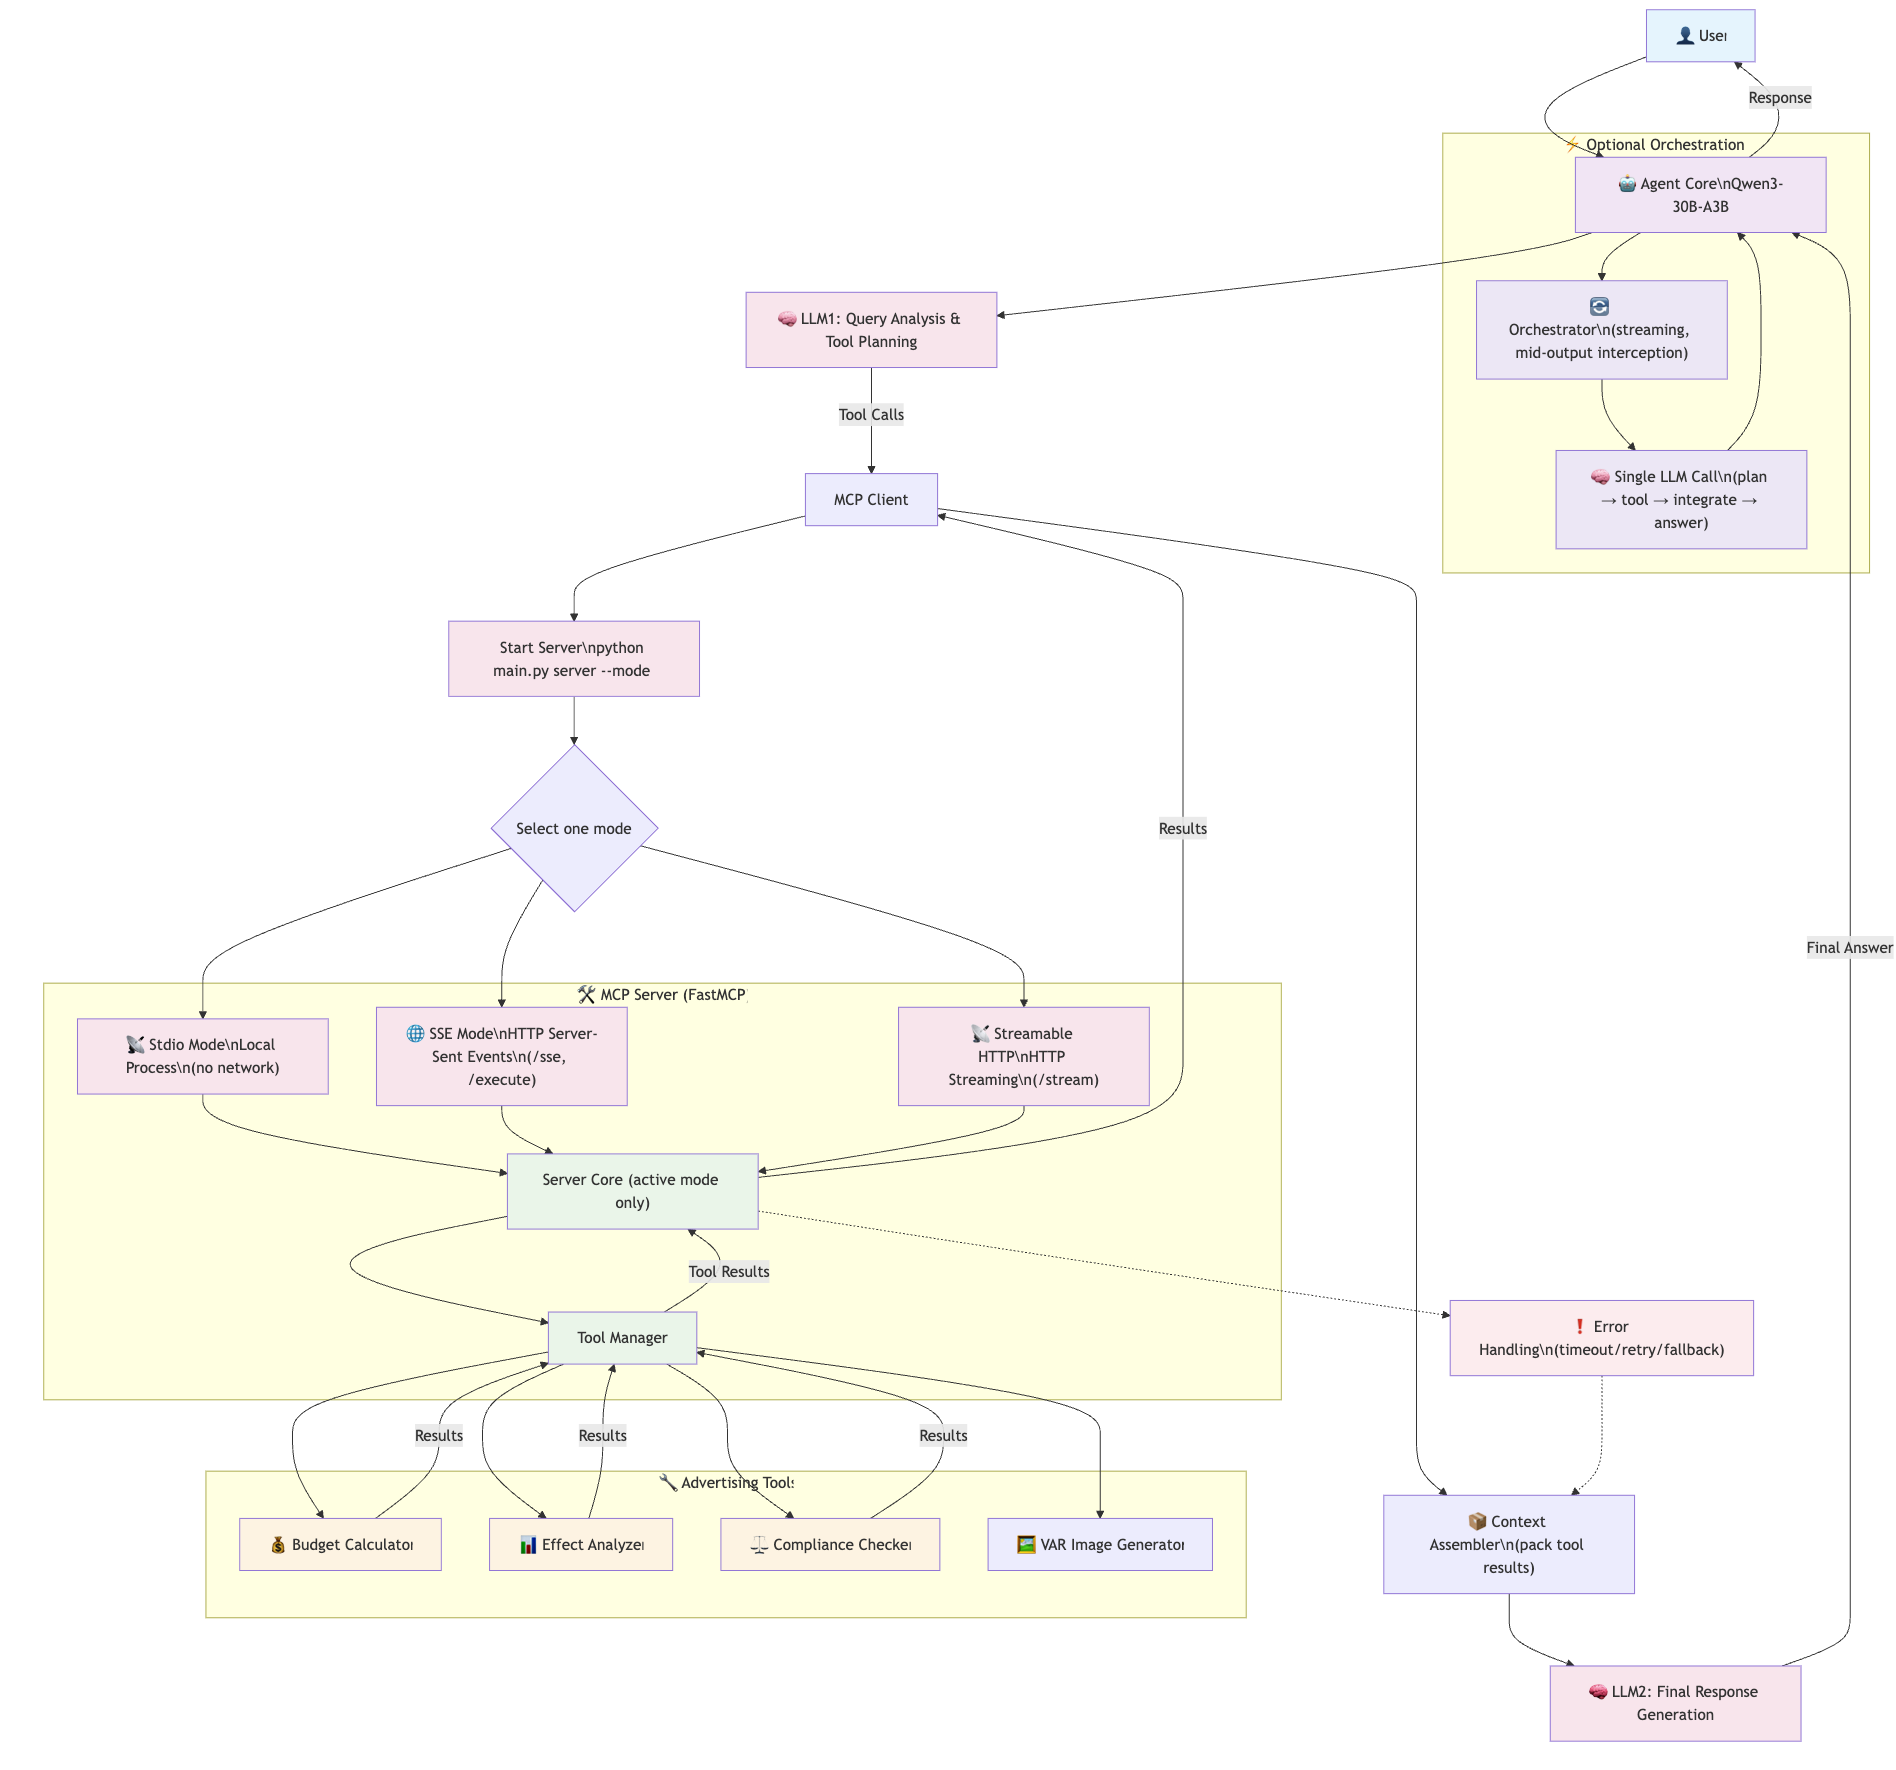 👤 User
Response
⚡ Optional Orchestration
🤖 Agent Core\nQwen3-
30B-A3B
🧠 LLM1: Query Analysis &
Tool Planning
🔄
Orchestrator\n(streaming,
mid-output interception)
Tool Calls
🧠 Single LLM Call\n(plan
→ tool → integrate →
answer)
MCP Client
Start Server\npython
main.py server --mode
Select one mode
Results
Final Answer
🛠️ MCP Server (FastMCP)
📡 Stdio Mode\nLocal
Process\n(no network)
🌐 SSE Mode\nHTTP Server-
Sent Events\n(/sse,
/execute)
📡 Streamable
HTTP\nHTTP
Streaming\n(/stream)
Server Core (active mode
only)
Tool Results
Tool Manager
❗ Error
Handling\n(timeout/retry/fallback)
Results
Results
Results
🔧 Advertising Tools
💰 Budget Calculator
📊 Effect Analyzer
⚖️ Compliance Checker
🖼️ VAR Image Generator
📦 Context
Assembler\n(pack tool
results)
🧠 LLM2: Final Response
Generation